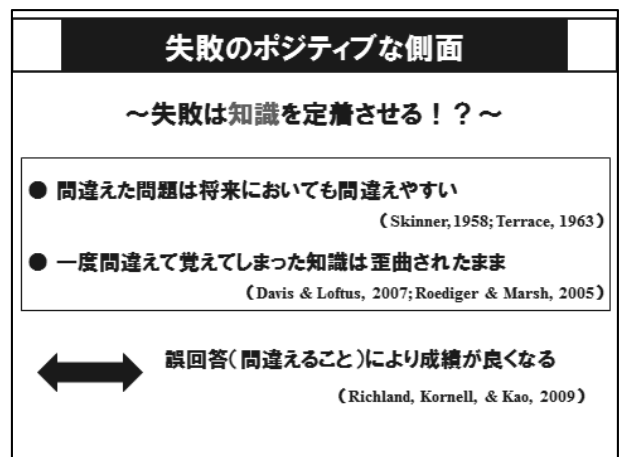 失敗のポジティブな側面
～失敗は知識を定着させる！？～
● 間違えた問題は将来においても間違えやすい
（Skinner, 1958; Terrace, 1963）
● 一度間違えて覚えてしまった知識は歪曲されたまま
（Davis & Loftus, 2007; Roediger & Marsh, 2005）
誤回答（間違えること）により成績が良くなる
（Richland, Kornell, & Kao, 2009）